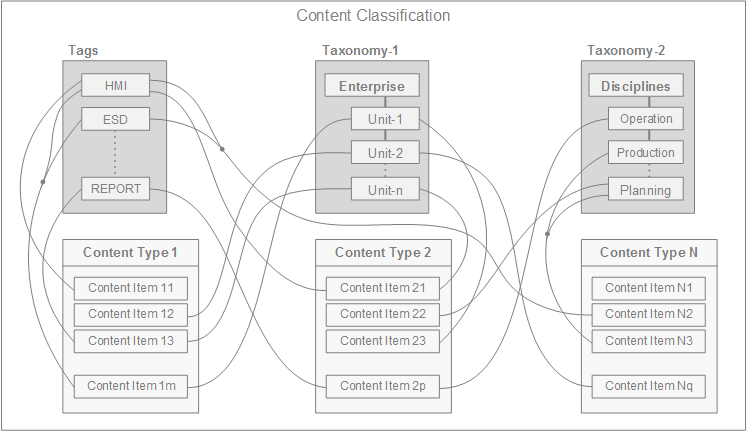 Content Classification
Tags
HMI
ESD
REPORT
Taxonomy-1
Enterprise
Unit-1
Unit-2
Unit-n
Taxonomy-2
Disciplines
Operation
Production
Planning
Content Type 1
Content Item 11
Content Item 12
Content Item 13
Content Item 1m
Content Type 2
Content Item 21
Content Item 22
Content Item 23
Content Item 2p
Content Type N
Content Item N1
Content Item N2
Content Item N3
Content Item Nq